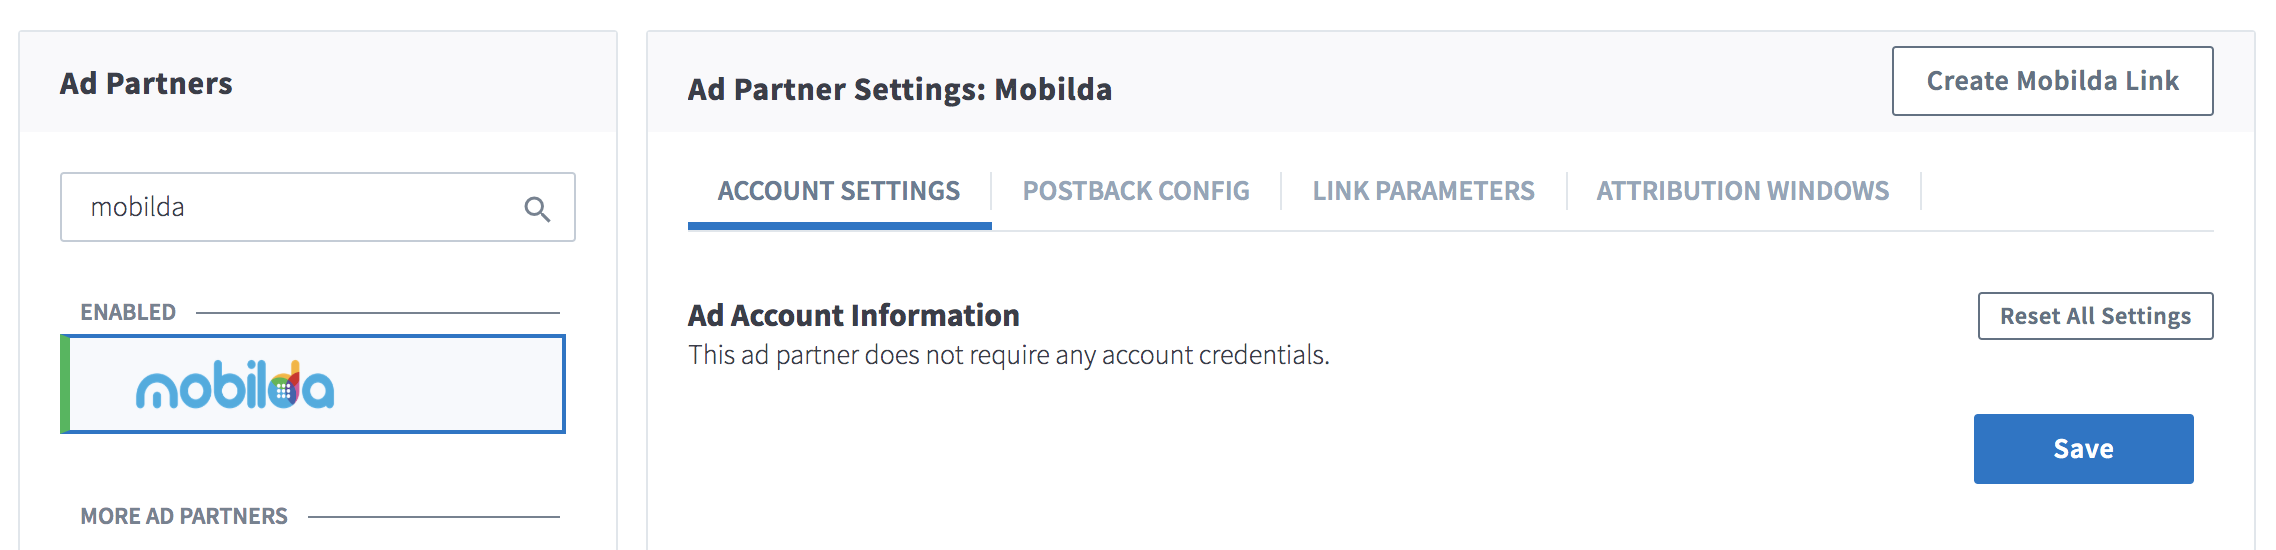 Ad Partners
mobilda
ENABLED
mobilda
MORE AD PARTNERS
Ad Partner Settings: Mobilda
Create Mobilda Link
ACCOUNT SETTINGS
POSTBACK CONFIG
LINK PARAMETERS
ATTRIBUTION WINDOWS
Ad Account Information
Reset All Settings
This ad partner does not require any account credentials.
Save